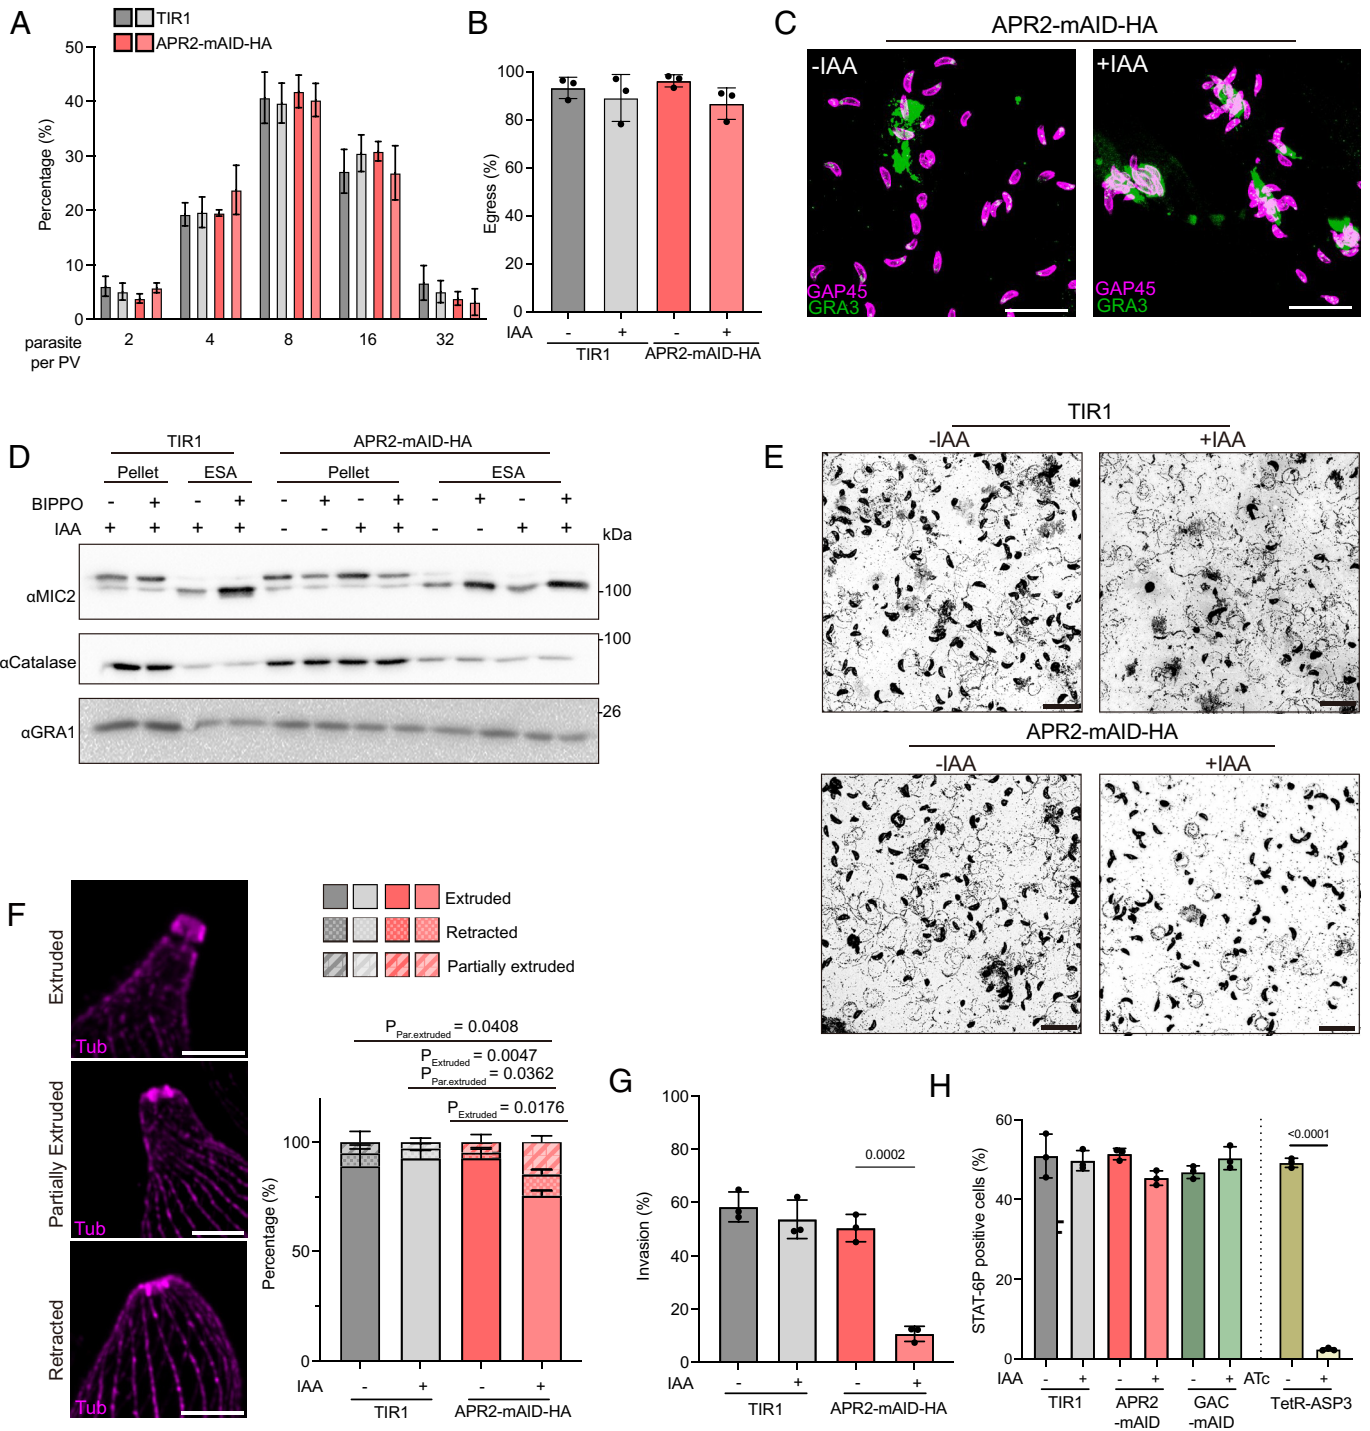 A
TIR1
APR2-mAID-HA
Percentage (%)
50
40
30
20
10
0
parasite per PV
2 4 8 16 32
B
Egress (%)
100
80
60
40
20
0
IAA - + - +
TIR1 APR2-mAID-HA
C
APR2-mAID-HA
-IAA +IAA
GAP45 GAP45
GRA3 GRA3
D
TIR1 APR2-mAID-HA
Pellet ESA Pellet ESA
BIPPO - + - + - + - + - + - +
IAA + + + + - - + + - - + +
kDa
αMIC2
-100
αCatalase
-100
αGRA1
-26
E
TIR1
-IAA +IAA
APR2-mAID-HA
-IAA +IAA
F
Extruded
Tub
Partially Extruded
Tub
Retracted
Tub
Extruded
Retracted
Partially extruded
PPar.extruded = 0.0408
PExtruded = 0.0047
PPar.extruded = 0.0362
PExtruded = 0.0176
Percentage (%)
100
50
0
IAA - + - +
TIR1 APR2-mAID-HA
G
Invasion (%)
100
80
60
40
20
0
0.0002
IAA - + - +
TIR1 APR2-mAID-HA
H
STAT-6P positive cells (%)
60
40
20
0
<0.0001
IAA - + - + - + ATc - +
TIR1 APR2 -mAID GAC -mAID TetR-ASP3